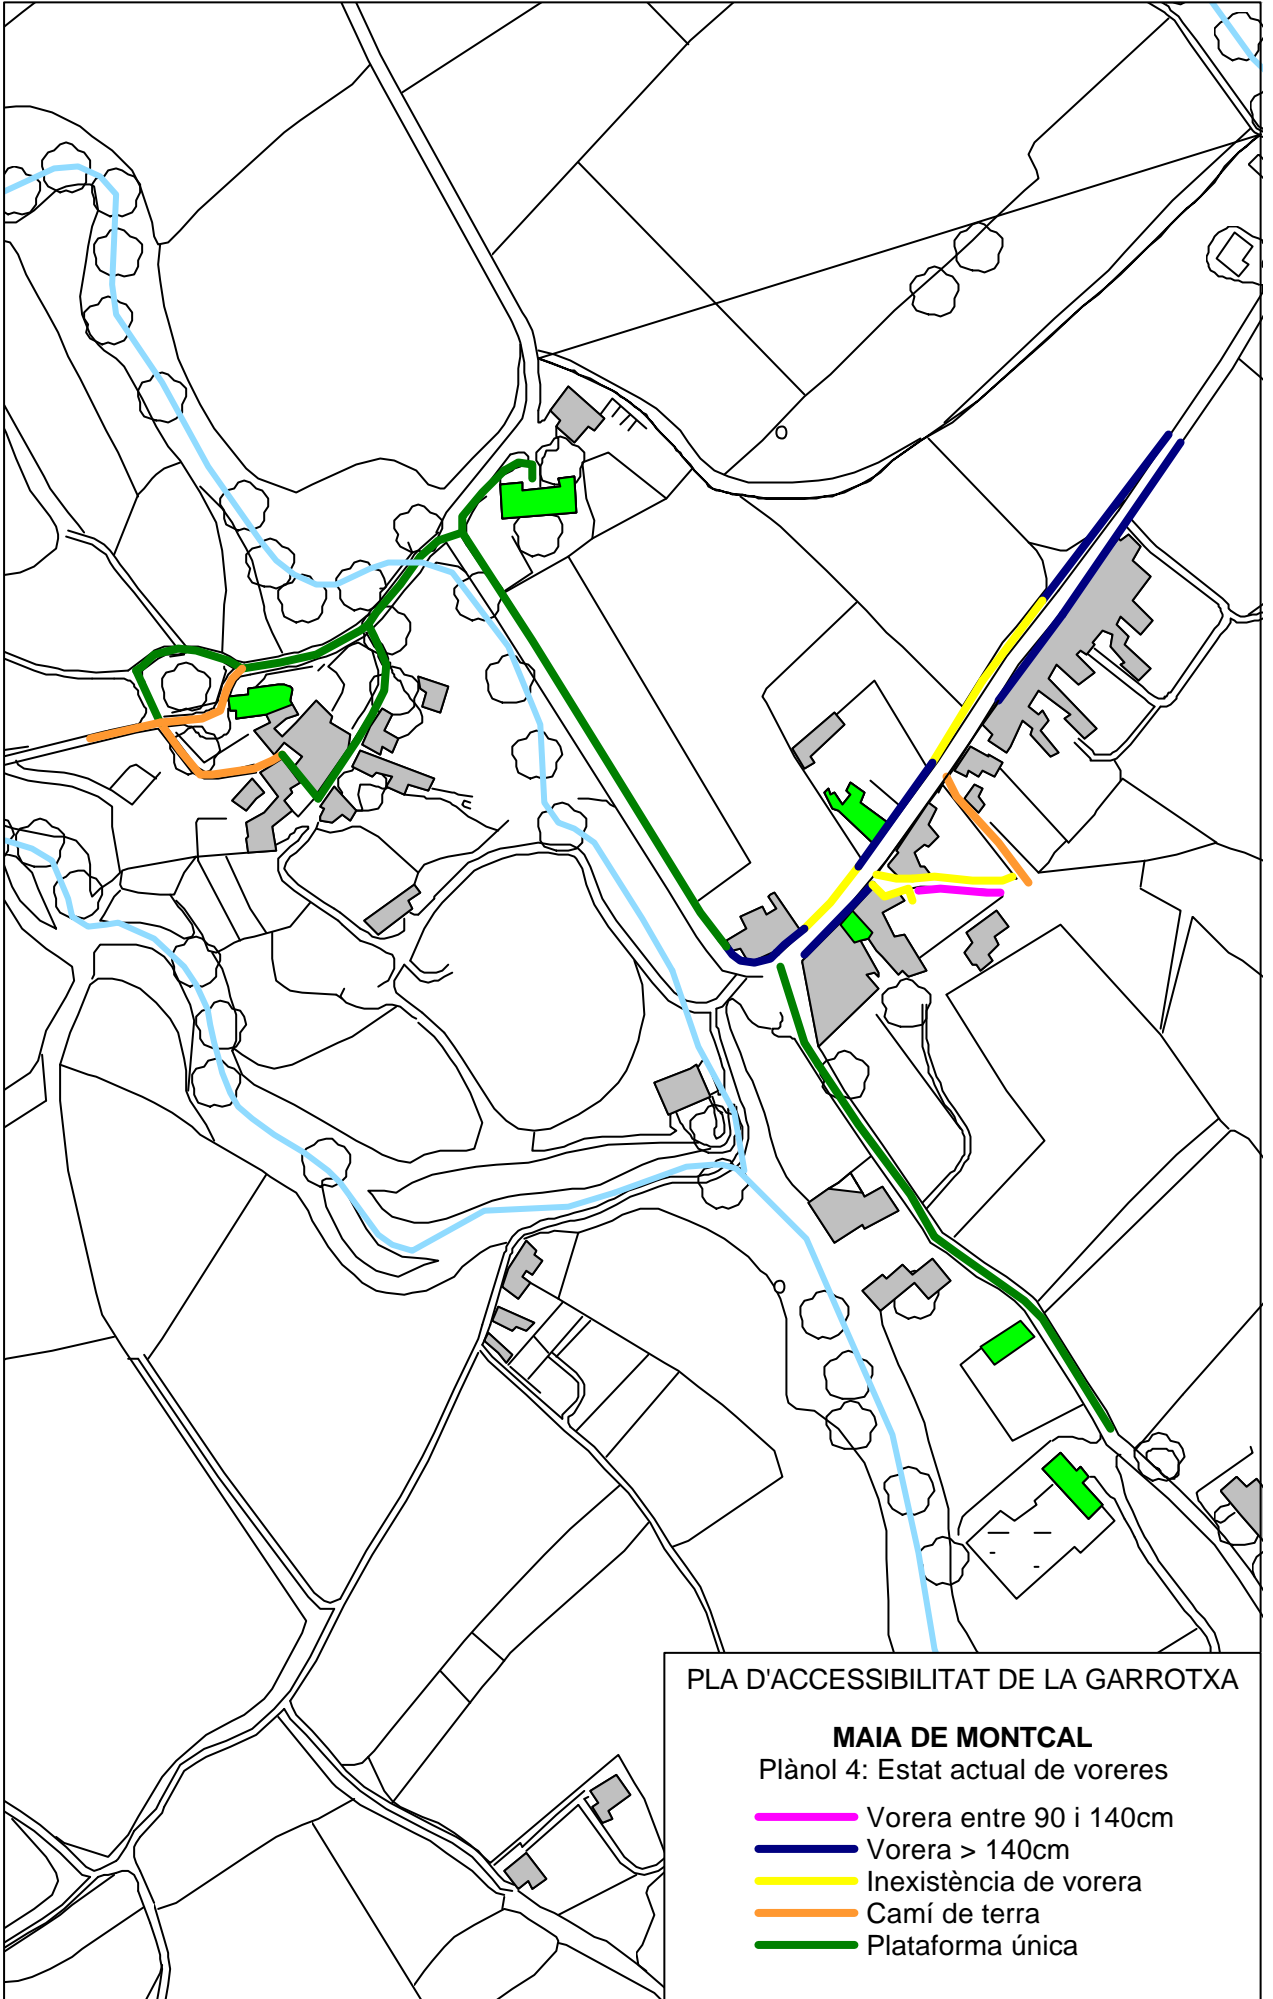 PLA D'ACCESSIBILITAT DE LA GARROTXA
MAIA DE MONTCAL
Plànol 4: Estat actual de voreres
Vorera entre 90 i 140cm
Vorera > 140cm
Inexistència de vorera
Camí de terra
Plataforma única